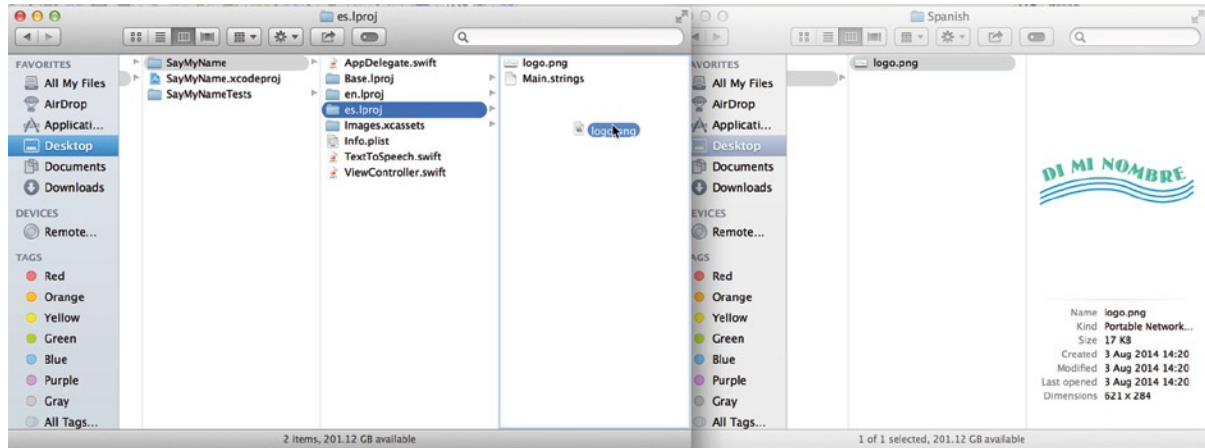 es.lproj
FAVORITES
All My Files
AirDrop
Applicati...
Desktop
Documents
Downloads
DEVICES
Remote...
TAGS
Red
Orange
Yellow
Green
Blue
Purple
Gray
All Tags...
SayMyName
SayMyName.xcodeproj
SayMyNameTests
AppDelegate.swift
Base.lproj
en.lproj
es.lproj
Images.xcassets
Info.plist
TextToSpeech.swift
ViewController.swift
logo.png
Main.strings
logo.png
2 items, 201.12 GB available
Spanish
AVORITES
All My Files
AirDrop
Applicati...
Desktop
Documents
Downloads
EVICES
Remote...
AGS
Red
Orange
Yellow
Green
Blue
Purple
Gray
All Tags...
logo.png
DI MI NOMBRE
Name logo.png
Kind Portable Network...
Size 17 KB
Created 3 Aug 2014 14:20
Modified 3 Aug 2014 14:20
Last opened 3 Aug 2014 14:20
Dimensions 621 x 284
1 of 1 selected, 201.12 GB available